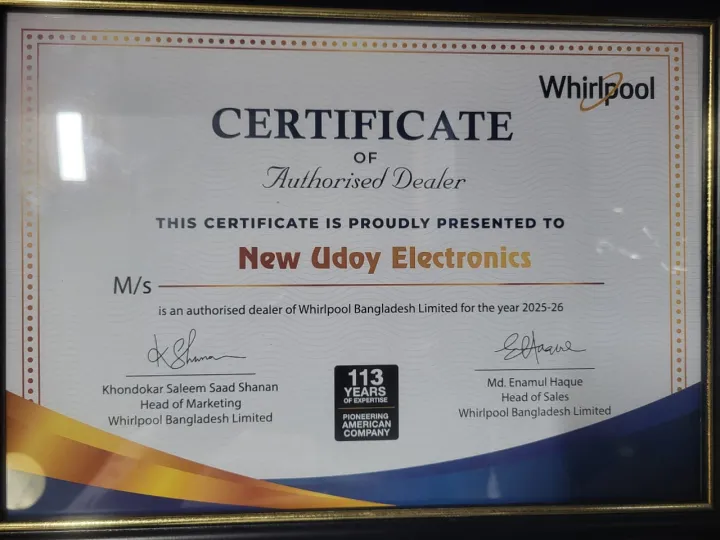 Whirlpool
CERTIFICATE
OF
Authorised Dealer
THIS CERTIFICATE IS PROUDLY PRESENTED TO
New Udoy Electronics
M/s
is an authorised dealer of Whirlpool Bangladesh Limited for the year 2025-26
K Shanan
SEHaque
Khondokar Saleem Saad Shanan
Head of Marketing
Whirlpool Bangladesh Limited
113
YEARS
OF EXPERTISE
PIONEERING
AMERICAN
COMPANY
Md. Enamul Haque
Head of Sales
Whirlpool Bangladesh Limited